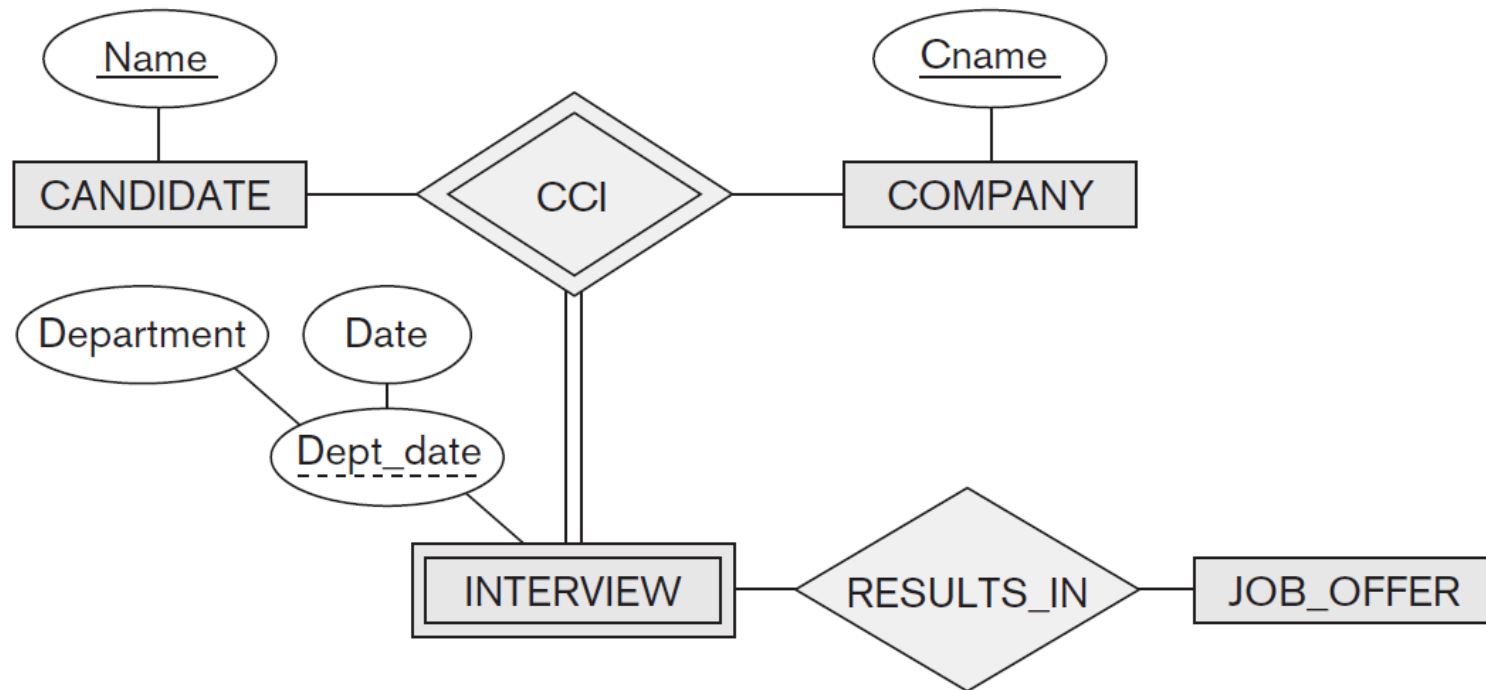 Name
Cname
CANDIDATE
CCI
COMPANY
Department
Date
Dept_date
INTERVIEW
RESULTS_IN
JOB_OFFER